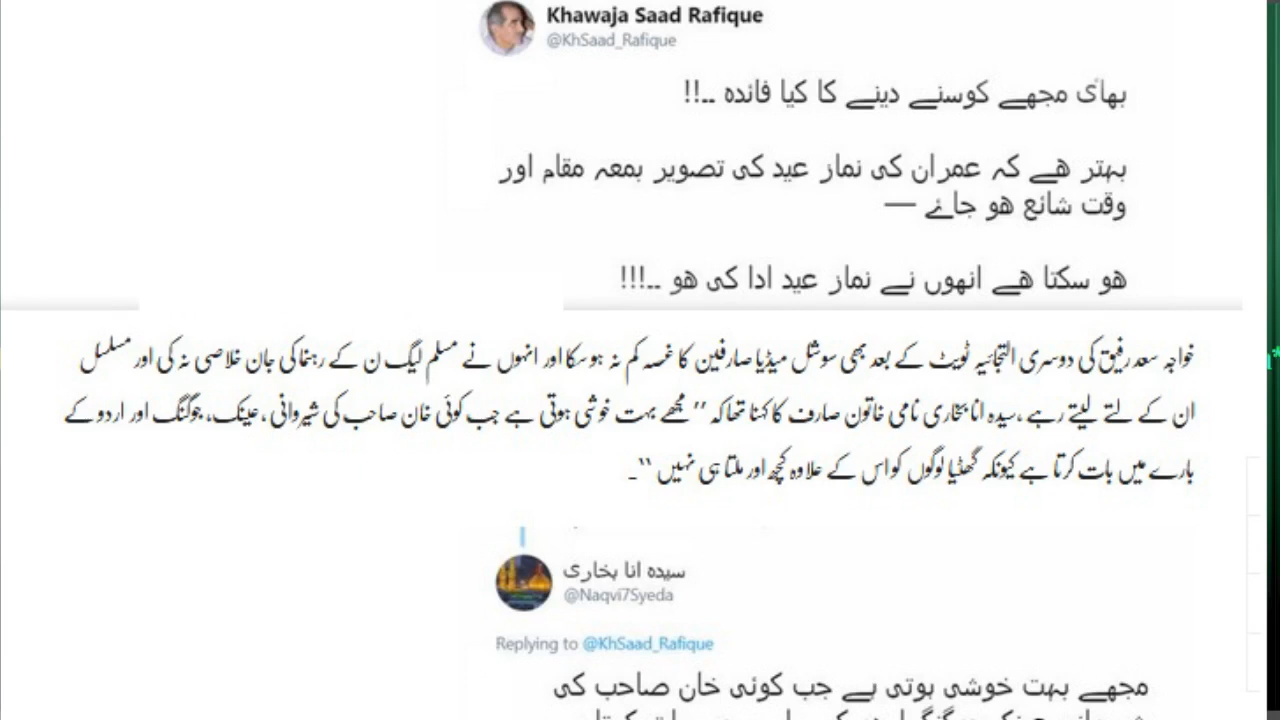 Khawaja Saad Rafique
@KhSaad_Rafique
بھائ مجھے کوسنے دینے کا کیا فائدہ ..!!
بہتر ھے کہ عمران کی نماز عید کی تصویر بمعہ مقام اور
وقت شائع ھو جاۓ —
ھو سکتا ھے انھوں نے نماز عید ادا کی ھو ..!!!
خواجہ سعد رفیق کی دوسری التجائیہ ٹویٹ کے بعد بھی سوشل میڈیا صارفین کا غصہ کم نہ ہو سکا اور انہوں نے مسلم لیگ ن کے رہنما کی جان خلاصی نہ کی اور مسلسل
ان کے لتے لیتے رہے ،سیدہ انا بخاری نامی خاتون صارف کا کہنا تھا کہ ’’ مجھے بہت خوشی ہوتی ہے جب کوئی خان صاحب کی شیروانی ،عینک، جوگنگ اور اردو کے
بارے میں بات کرتا ہے کیونکہ گھٹیا لوگوں کو اس کے علاوہ کچھ اور ملتا ہی نہیں ‘‘۔
سیدہ انا بخاری
@Naqvi7Syeda
Replying to @KhSaad_Rafique
مجھے بہت خوشی ہوتی ہے جب کوئی خان صاحب کی